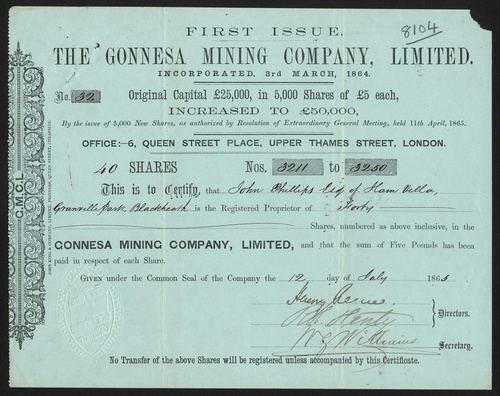 8104
FIRST ISSUE.
THE GONNESA MINING COMPANY, LIMITED.
INCORPORATED, 3rd MARCH, 1864.
No. 32
Original Capital £25,000, in 5,000 Shares of £5 each,
INCREASED TO £50,000,
By the issue of 5,000 New Shares, as authorized by Resolution of Extraordinary General Meeting, held 11th April, 1865.
OFFICE:-6, QUEEN STREET PLACE, UPPER THAMES STREET, LONDON.
40 SHARES Nos. 3211 to 3250
This is to Certify, that John Phillips Esq of Ham Villa,
Granville Park, Blackheath is the Registered Proprietor of Forty
Shares, numbered as above inclusive, in the
GONNESA MINING COMPANY, LIMITED, and that the sum of Five Pounds has been
paid in respect of each Share.
GIVEN under the Common Seal of the Company the 12 day of July 1865
Henry
Henty
Directors.
Williams
Secretary.
No Transfer of the above Shares will be registered unless accompanied by this Certificate.
G.M.C.L.